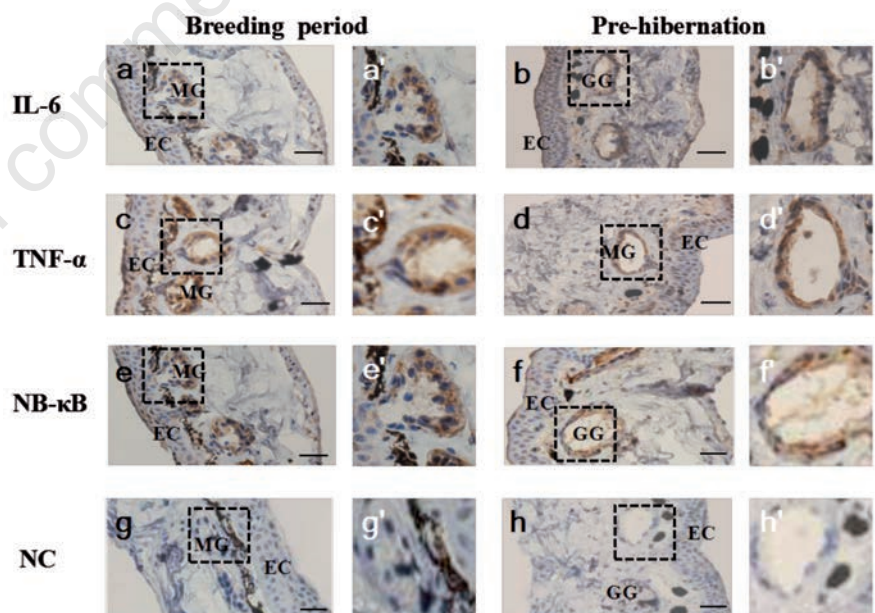 Breeding period Pre-hibernation
IL-6
a MG EC a' b GG EC b'
TNF-α
c EC MG c' d MG EC d'
NB-κB
e MG EC e' f EC GG f'
NC
g MG EC g' h EC GG h'